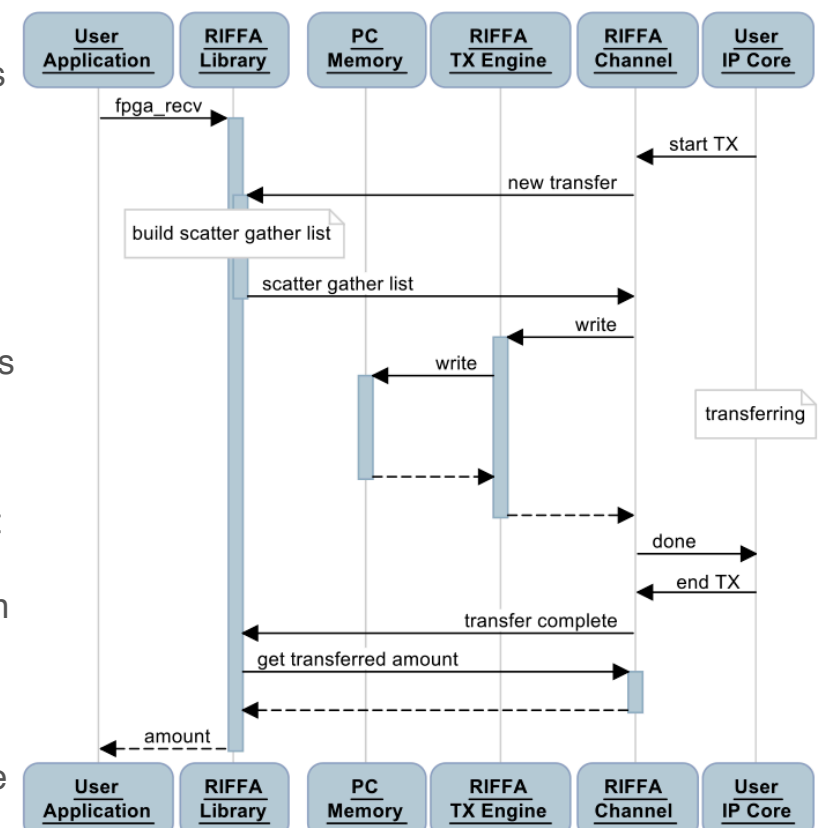 User Application
RIFFA Library
PC Memory
RIFFA TX Engine
RIFFA Channel
User IP Core
s
fpga_recv
start TX
new transfer
build scatter gather list
scatter gather list
write
s
write
transferring
done
end TX
transfer complete
get transferred amount
amount
User Application
RIFFA Library
PC Memory
RIFFA TX Engine
RIFFA Channel
User IP Core